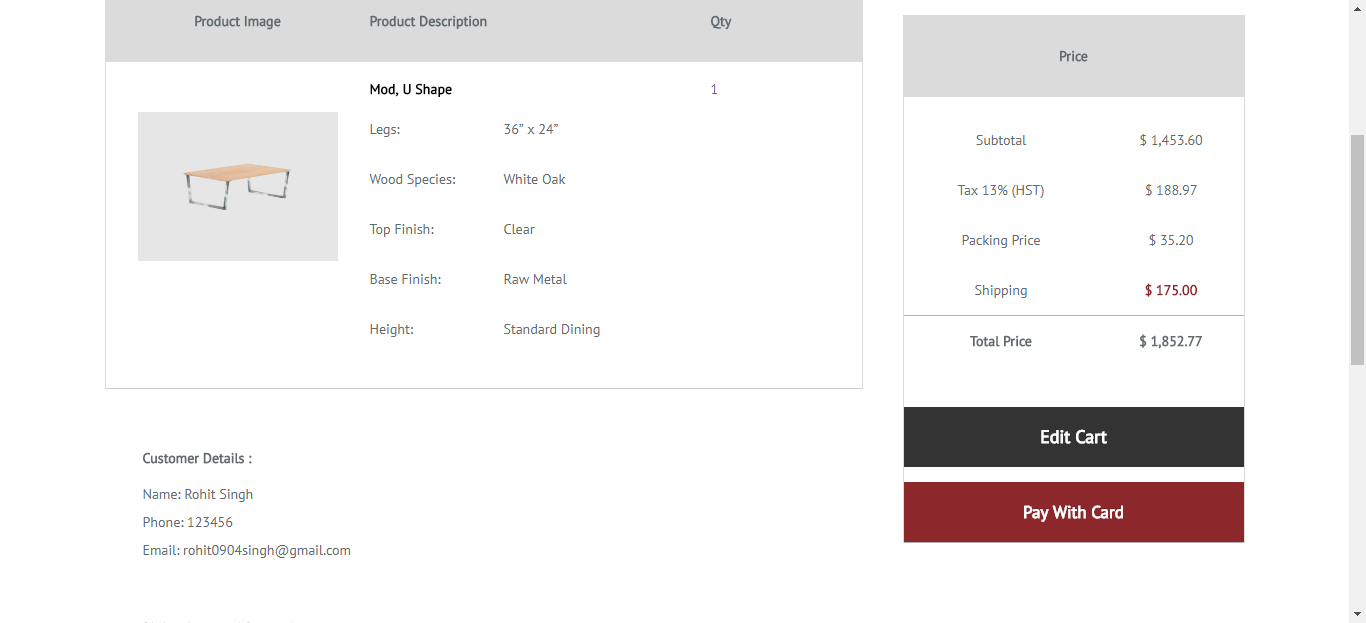 Product Image Product Description Qty
Mod, U Shape 1
Legs: 36” x 24”
Wood Species: White Oak
Top Finish: Clear
Base Finish: Raw Metal
Height: Standard Dining
Price
Subtotal $ 1,453.60
Tax 13% (HST) $ 188.97
Packing Price $ 35.20
Shipping $ 175.00
Total Price $ 1,852.77
Edit Cart
Pay With Card
Customer Details :
Name: Rohit Singh
Phone: 123456
Email: rohit0904singh@gmail.com